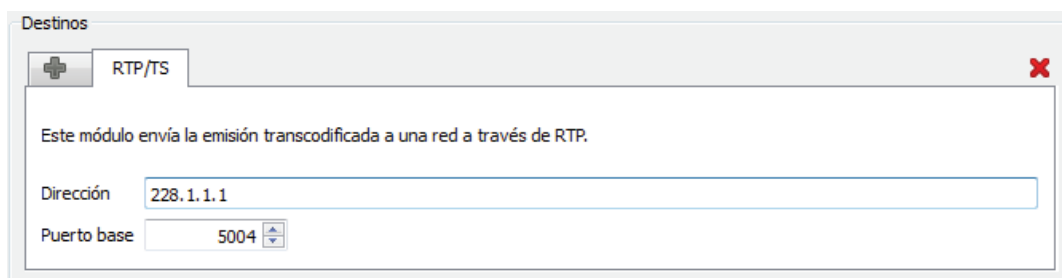 Destinos
RTP/TS
Este módulo envía la emisión transcodificada a una red a través de RTP.
Dirección 228.1.1.1
Puerto base 5004